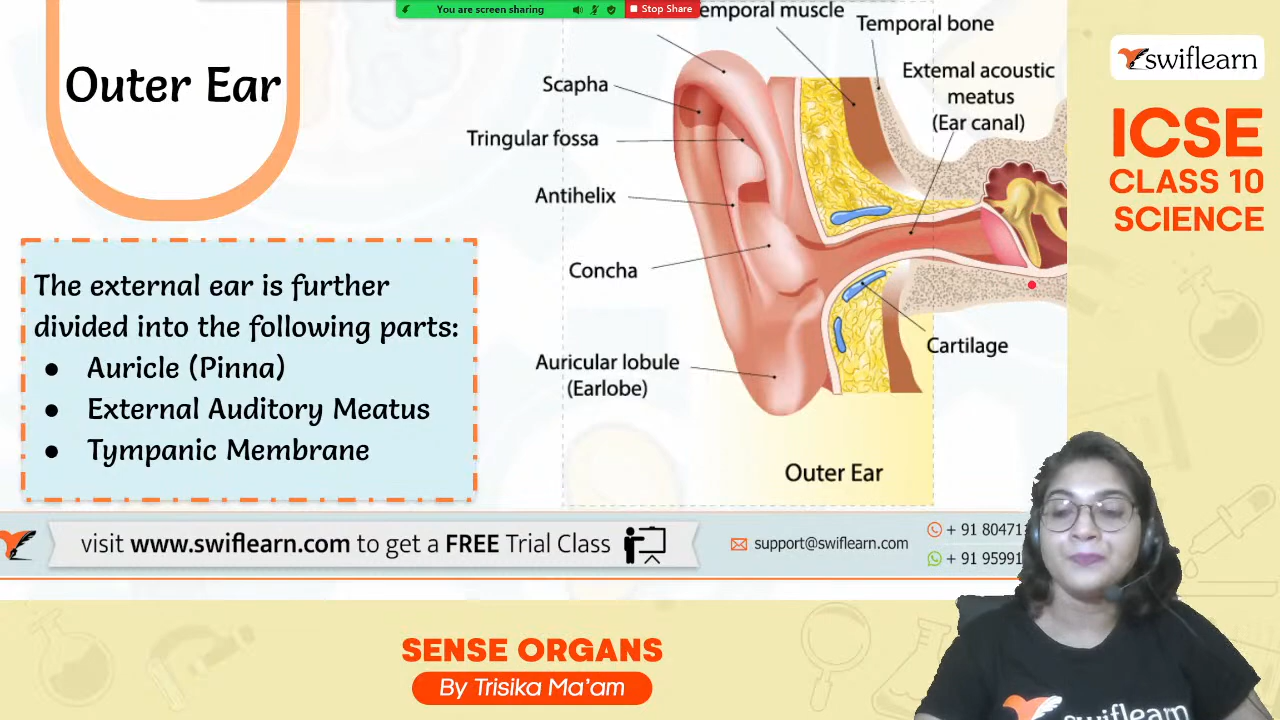 You are screen sharing
Stop Share
Outer Ear
The external ear is further
divided into the following parts:
● Auricle (Pinna)
● External Auditory Meatus
● Tympanic Membrane
muscle
Temporal bone
Scapha
Extemal acoustic
meatus
(Ear canal)
Tringular fossa
Antihelix
Concha
Cartilage
Auricular lobule
(Earlobe)
Outer Ear
swiflearn
ICSE
CLASS 10
SCIENCE
visit www.swiflearn.com to get a FREE Trial Class
support@swiflearn.com
+ 91
+ 91
SENSE ORGANS
By Trisika Ma'am
swiflearn